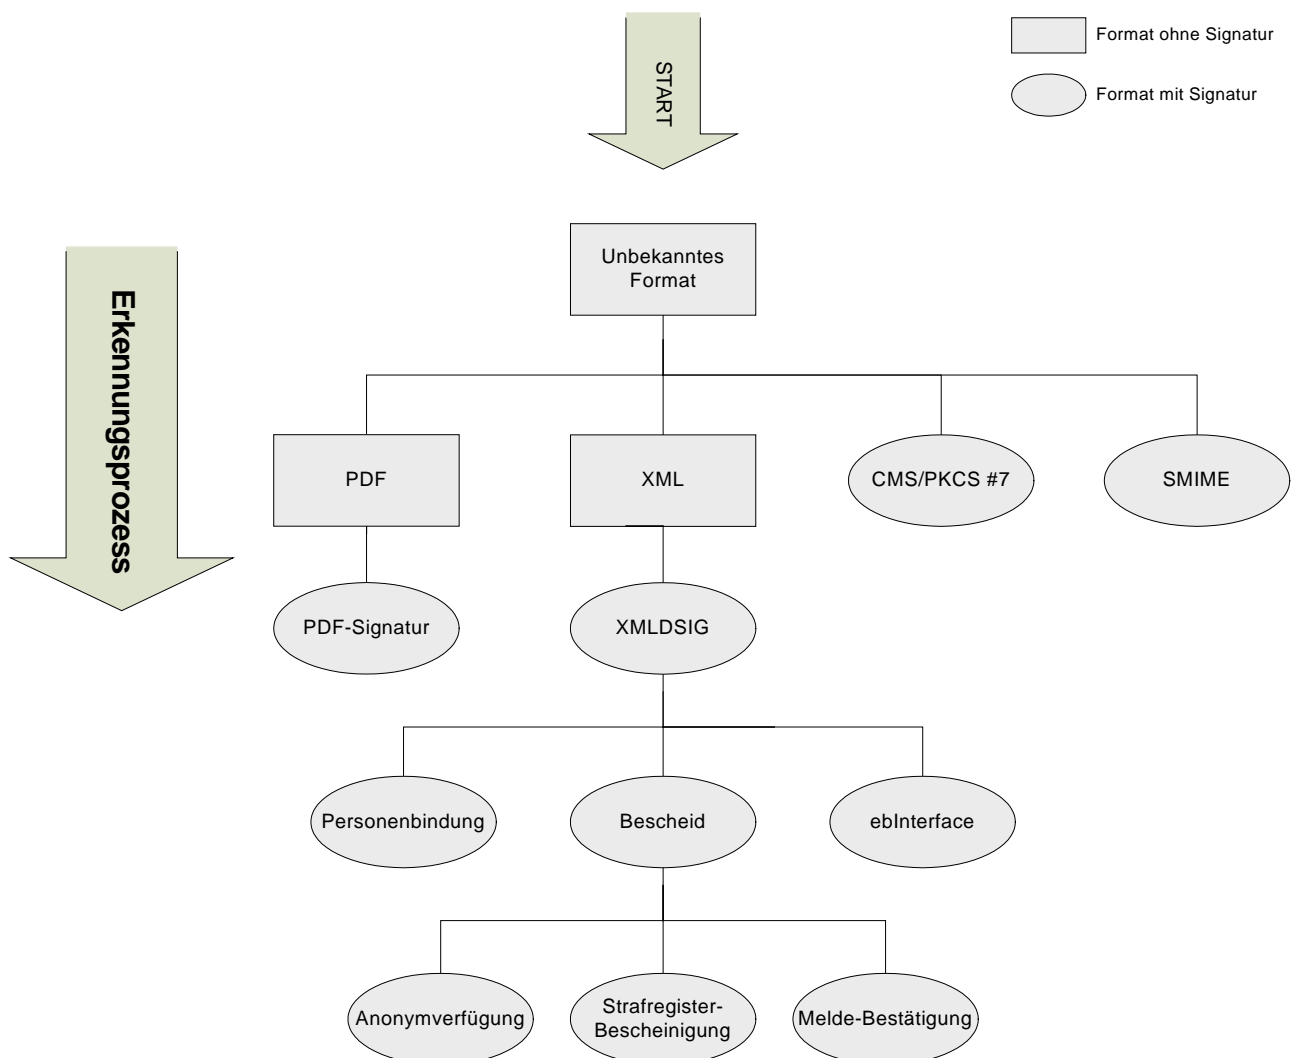 START
Format ohne Signatur
Format mit Signatur
Erkennungsprozess
Unbekanntes
Format
PDF
XML
CMS/PKCS #7
SMIME
PDF-Signatur
XMLDSIG
Personenbindung
Bescheid
ebInterface
Anonymverfügung
Strafregister-
Bescheinigung
Melde-Bestätigung